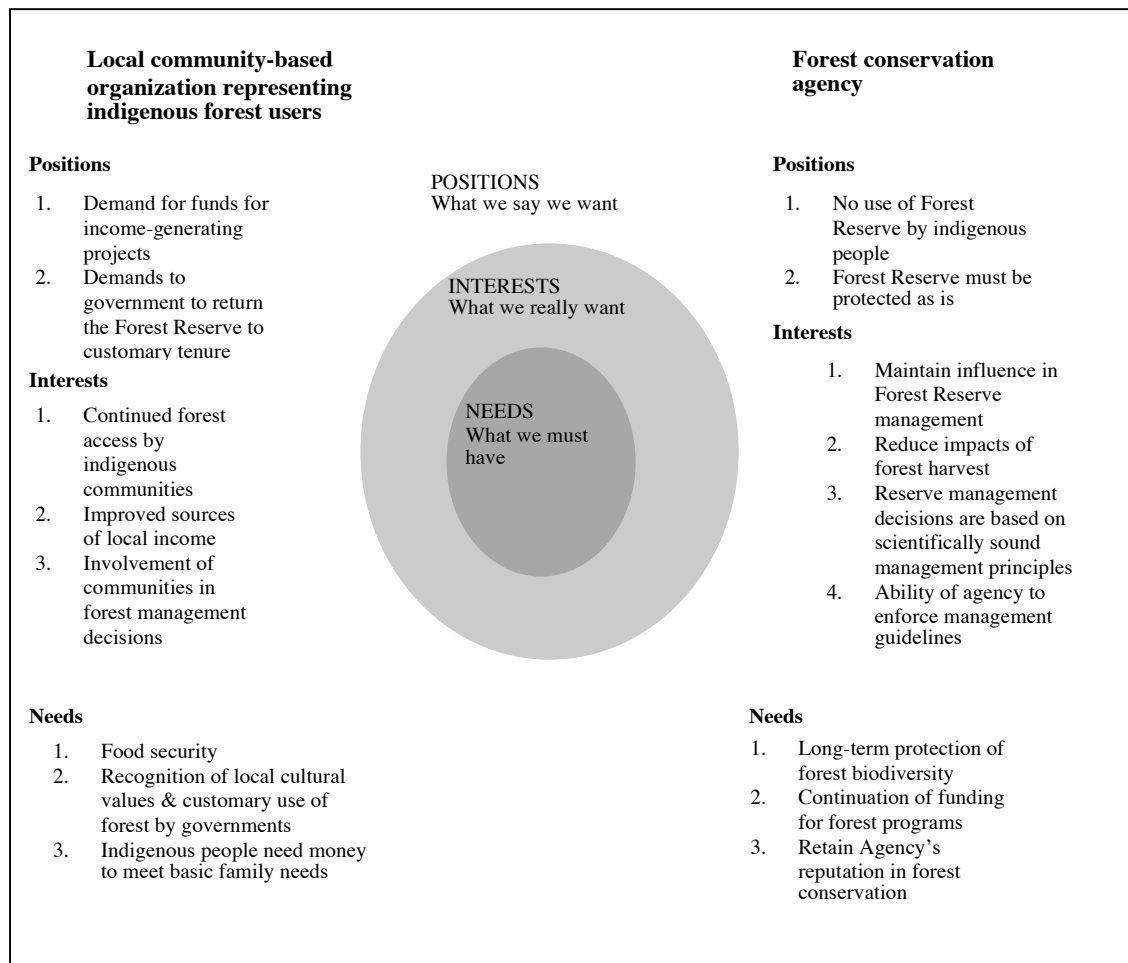 Local community-based
organization representing
indigenous forest users
Positions
1. Demand for funds for
income-generating
projects
2. Demands to
government to return
the Forest Reserve to
customary tenure
Interests
1. Continued forest
access by
indigenous
communities
2. Improved sources
of local income
3. Involvement of
communities in
forest management
decisions
Needs
1. Food security
2. Recognition of local cultural
values & customary use of
forest by governments
3. Indigenous people need money
to meet basic family needs
POSITIONS
What we say we want
INTERESTS
What we really want
NEEDS
What we must
have
Forest conservation
agency
Positions
1. No use of Forest
Reserve by indigenous
people
2. Forest Reserve must be
protected as is
Interests
1. Maintain influence in
Forest Reserve
management
2. Reduce impacts of
forest harvest
3. Reserve management
decisions are based on
scientifically sound
management principles
4. Ability of agency to
enforce management
guidelines
Needs
1. Long-term protection of
forest biodiversity
2. Continuation of funding
for forest programs
3. Retain Agency’s
reputation in forest
conservation